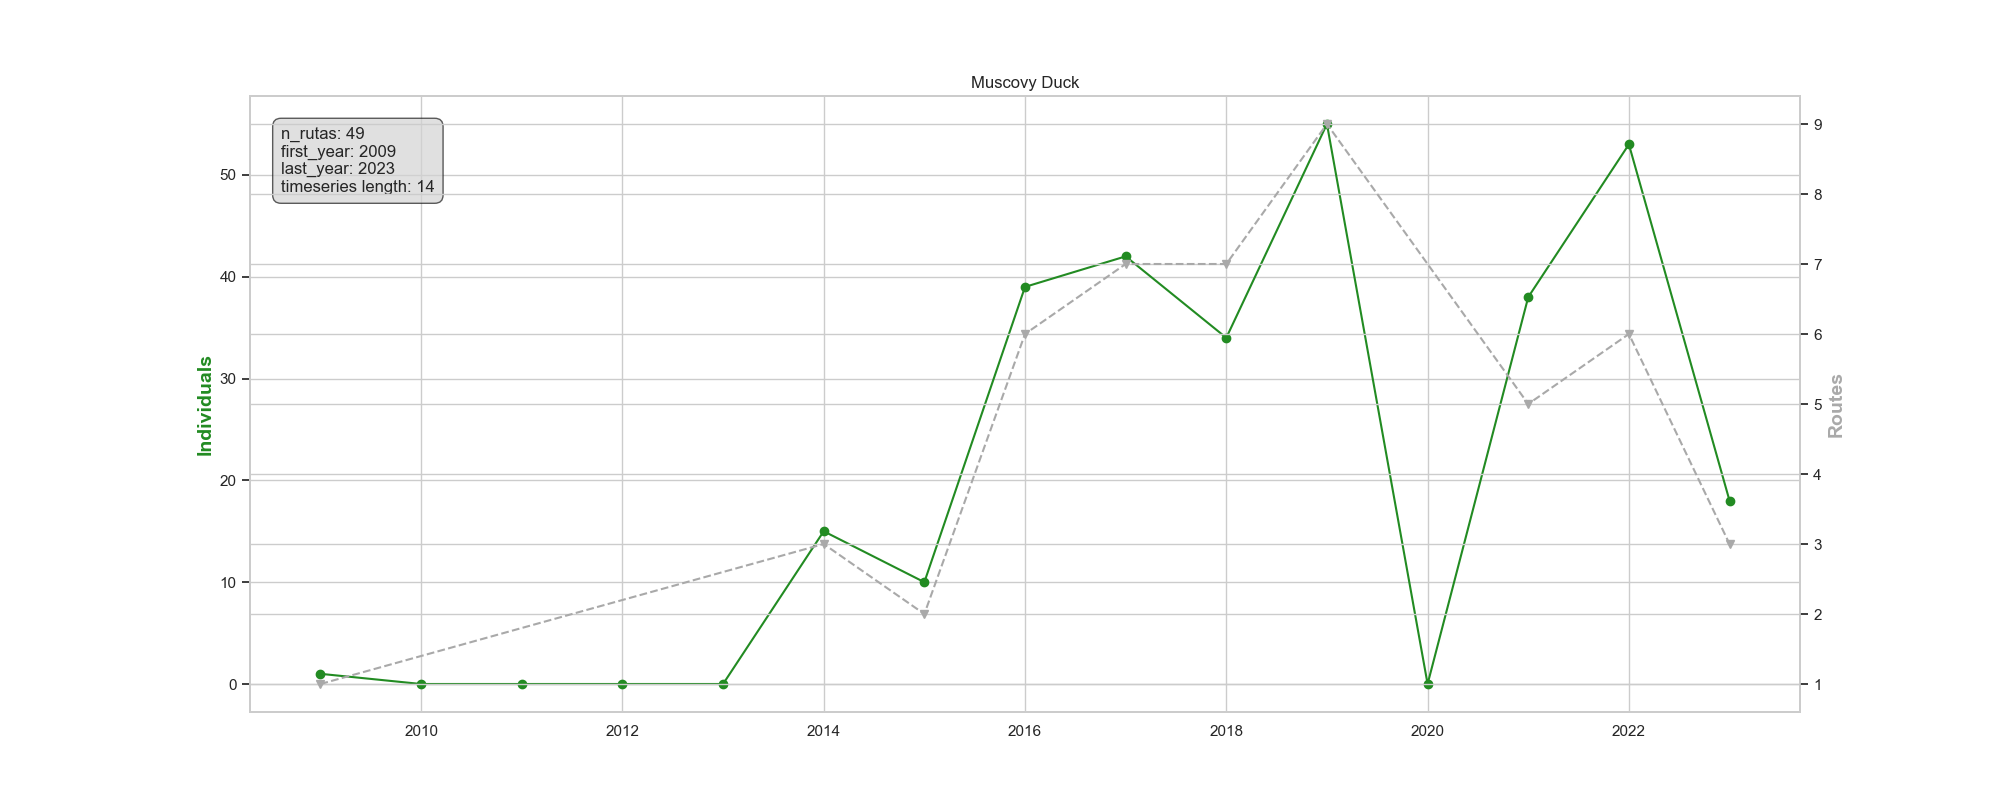 Muscovy Duck
n_rutas: 49
first_year: 2009
last_year: 2023
timeseries length: 14
Individuals
50
40
30
20
10
0
9
8
7
6
5
4
3
2
1
Routes
2010 2012 2014 2016 2018 2020 2022